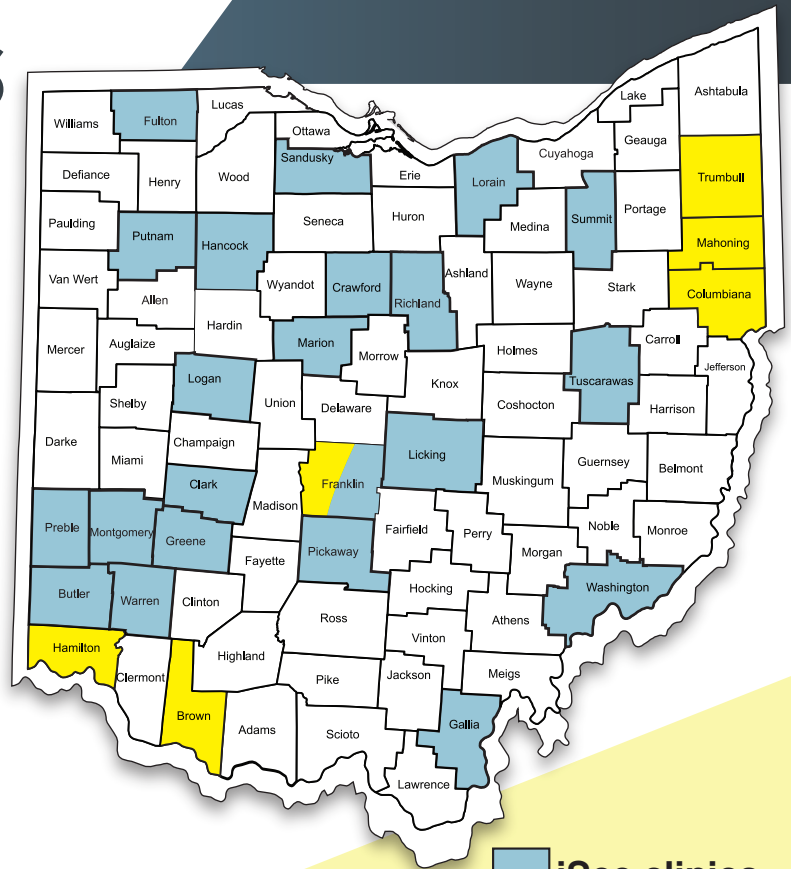 S
Williams
Fulton
Lucas
Ottawa
Lake
Ashtabula
Geauga
Cuyahoga
Defiance
Henry
Wood
Sandusky
Erie
Lorain
Trumbull
Paulding
Putnam
Hancock
Seneca
Huron
Medina
Summit
Portage
Mahoning
Van Wert
Allen
Wyandot
Crawford
Richland
Ashland
Wayne
Stark
Columbiana
Mercer
Auglaize
Hardin
Marion
Morrow
Holmes
Carroll
Jefferson
Logan
Union
Knox
Tuscarawas
Shelby
Delaware
Coshocton
Harrison
Darke
Miami
Champaign
Licking
Guernsey
Belmont
Clark
Madison
Franklin
Muskingum
Preble
Montgomery
Greene
Pickaway
Fairfield
Perry
Morgan
Noble
Monroe
Fayette
Hocking
Washington
Butler
Warren
Clinton
Ross
Athens
Vinton
Hamilton
Clermont
Highland
Pike
Jackson
Meigs
Brown
Adams
Scioto
Gallia
Lawrence
iSee clinics